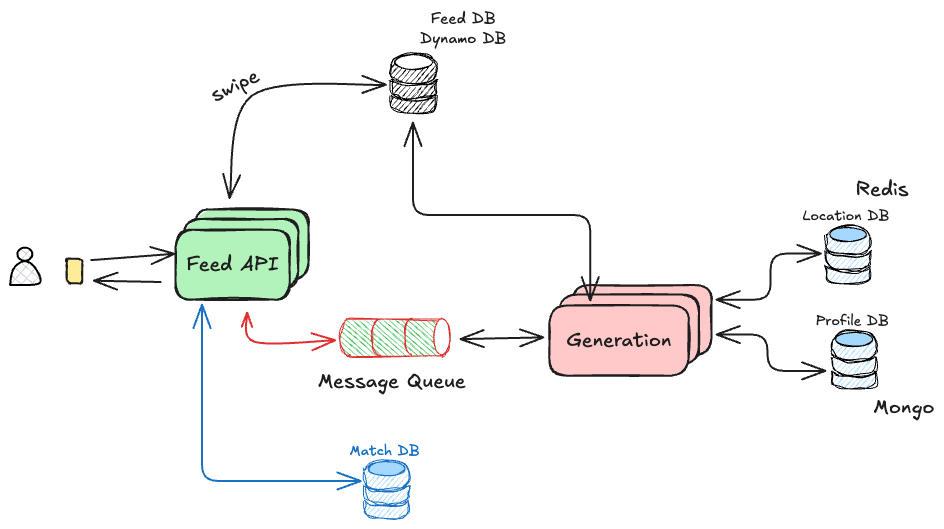 Feed DB
Dynamo DB
swipe
Redis
Location DB
Feed API
Profile DB
Generation
Message Queue
Mongo
Match DB